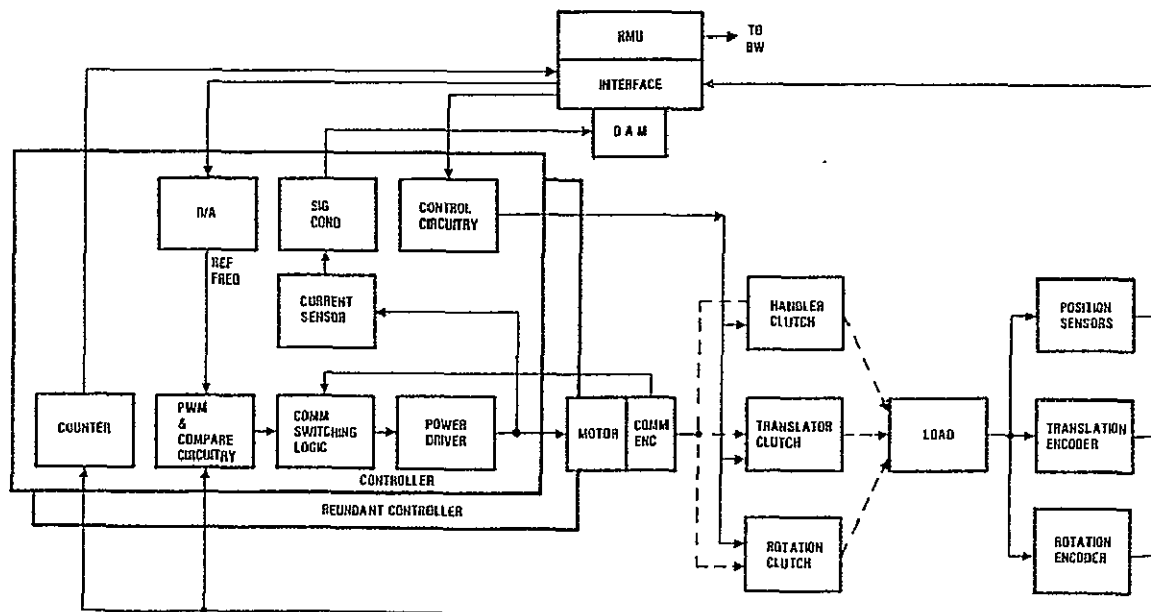 RMU
TO
BW
INTERFACE
D A M
D/A
SIG
COND
CONTROL
CIRCUITRY
REF
FREQ
CURRENT
SENSOR
HANDLER
CLUTCH
POSITION
SENSORS
COUNTER
PWM
&
COMPARE
CIRCUITRY
COMM
SWITCHING
LOGIC
POWER
DRIVER
MOTOR
COMM
ENC
TRANSLATOR
CLUTCH
LOAD
TRANSLATION
ENCODER
CONTROLLER
REDUNDANT CONTROLLER
ROTATION
CLUTCH
ROTATION
ENCODER